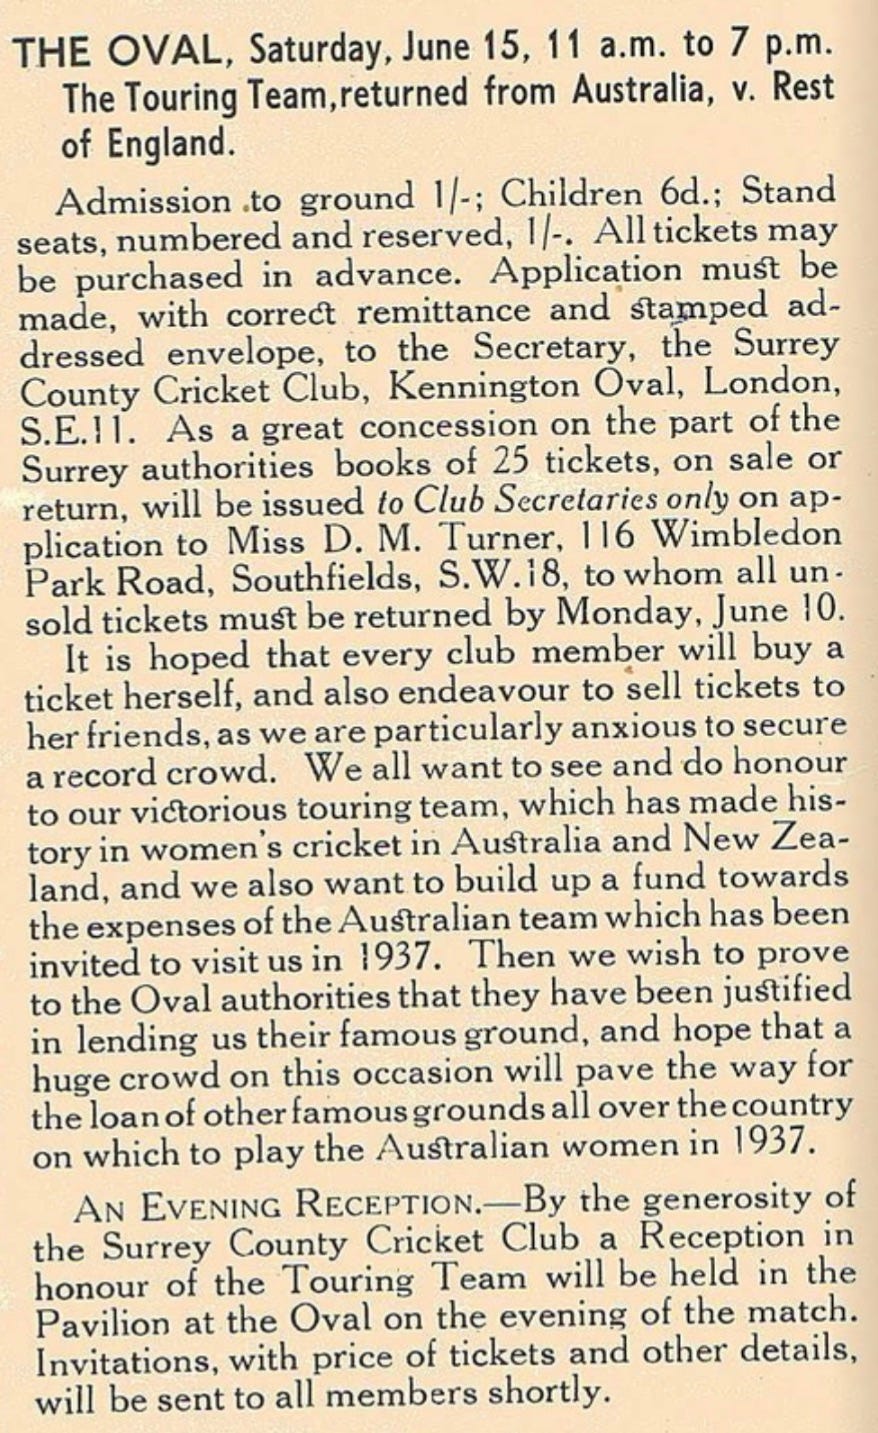 THE OVAL, Saturday, June 15, 11 a.m. to 7 p.m.
The Touring Team, returned from Australia, v. Rest
of England.
Admission to ground 1/-; Children 6d.; Stand
seats, numbered and reserved, 1/-. All tickets may
be purchased in advance. Application must be
made, with correct remittance and stamped ad-
dressed envelope, to the Secretary, the Surrey
County Cricket Club, Kennington Oval, London,
S.E.11. As a great concession on the part of the
Surrey authorities books of 25 tickets, on sale or
return, will be issued to Club Secretaries only on ap-
plication to Miss D. M. Turner, 116 Wimbledon
Park Road, Southfields, S.W.18, to whom all un-
sold tickets must be returned by Monday, June 10.
It is hoped that every club member will buy a
ticket herself, and also endeavour to sell tickets to
her friends, as we are particularly anxious to secure
a record crowd. We all want to see and do honour
to our victorious touring team, which has made his-
tory in women's cricket in Australia and New Zea-
land, and we also want to build up a fund towards
the expenses of the Australian team which has been
invited to visit us in 1937. Then we wish to prove
to the Oval authorities that they have been justified
in lending us their famous ground, and hope that a
huge crowd on this occasion will pave the way for
the loan of other famous grounds all over the country
on which to play the Australian women in 1937.
AN EVENING RECEPTION.—By the generosity of
the Surrey County Cricket Club a Reception in
honour of the Touring Team will be held in the
Pavilion at the Oval on the evening of the match.
Invitations, with price of tickets and other details,
will be sent to all members shortly.